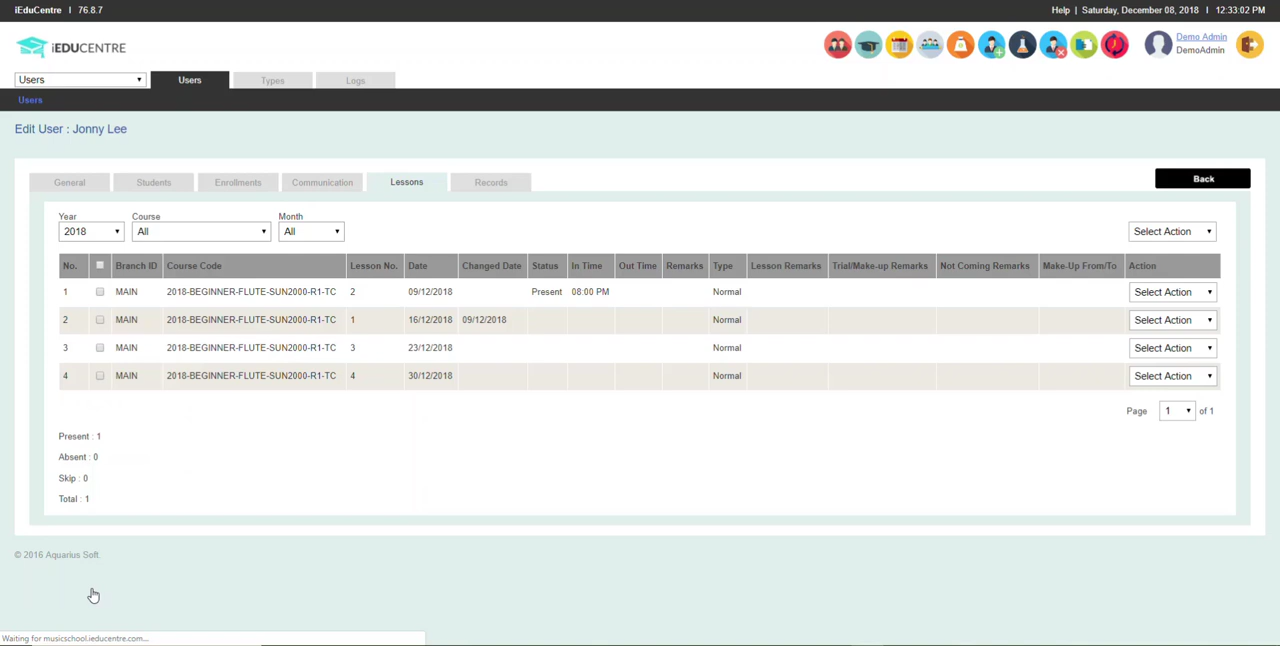 iEduCentre | 76.8.7 Help | Saturday, December 08, 2018 | 12:33:02 PM
iEDUCENTRE Demo Admin
DemoAdmin
Users Users Types Logs
Users
Edit User : Jonny Lee
General Students Enrollments Communication Lessons Records Back
Year Course Month
2018 All All Select Action
No. Branch ID Course Code Lesson No. Date Changed Date Status In Time Out Time Remarks Type Lesson Remarks Trial/Make-up Remarks Not Coming Remarks Make-Up From/To Action
1 MAIN 2018-BEGINNER-FLUTE-SUN2000-R1-TC 2 09/12/2018 Present 08:00 PM Normal Select Action
2 MAIN 2018-BEGINNER-FLUTE-SUN2000-R1-TC 1 16/12/2018 09/12/2018 Normal Select Action
3 MAIN 2018-BEGINNER-FLUTE-SUN2000-R1-TC 3 23/12/2018 Normal Select Action
4 MAIN 2018-BEGINNER-FLUTE-SUN2000-R1-TC 4 30/12/2018 Normal Select Action
Page 1 of 1
Present : 1
Absent : 0
Skip : 0
Total : 1
© 2016 Aquarius Soft.
Waiting for musicschool.ieducentre.com...